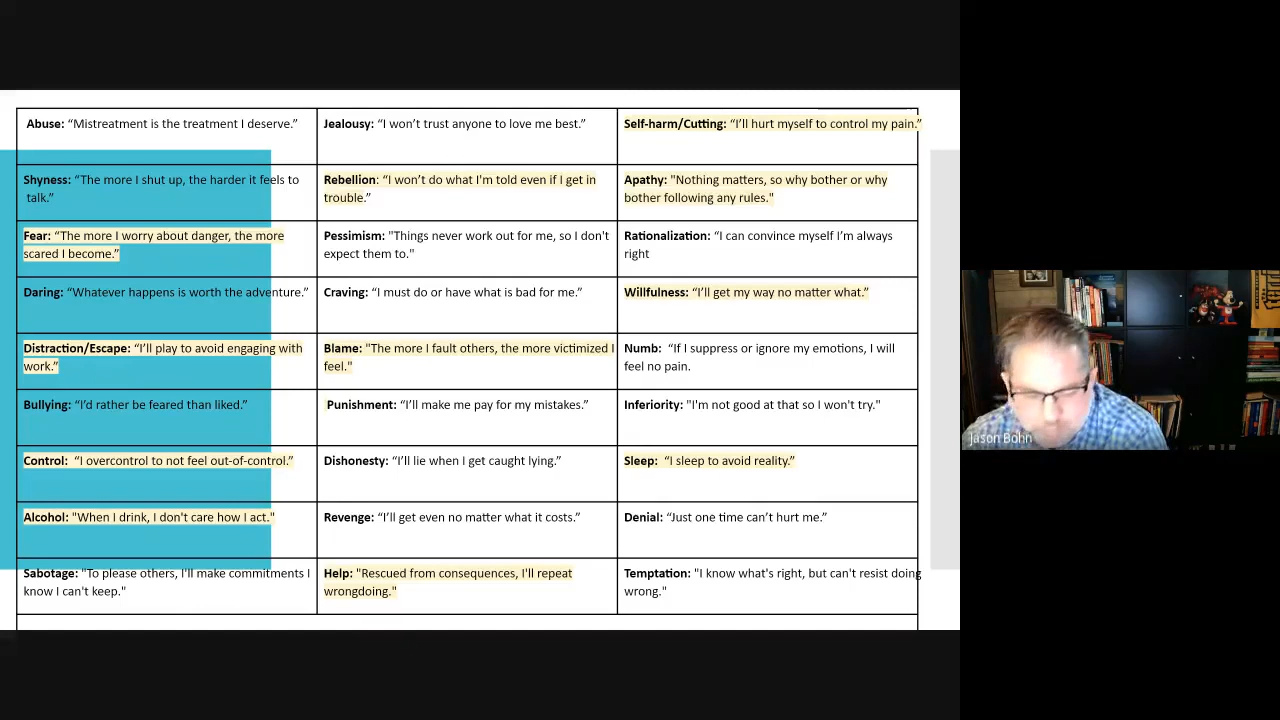 Abuse: “Mistreatment is the treatment I deserve.”
Jealousy: “I won’t trust anyone to love me best.”
Self-harm/Cutting: “I’ll hurt myself to control my pain.”
Shyness: “The more I shut up, the harder it feels to
talk.”
Rebellion: “I won’t do what I'm told even if I get in
trouble.”
Apathy: "Nothing matters, so why bother or why
bother following any rules."
Fear: “The more I worry about danger, the more
scared I become.”
Pessimism: "Things never work out for me, so I don't
expect them to."
Rationalization: “I can convince myself I’m always
right
Daring: “Whatever happens is worth the adventure.”
Craving: “I must do or have what is bad for me.”
Willfulness: “I’ll get my way no matter what.”
Distraction/Escape: “I’ll play to avoid engaging with
work.”
Blame: "The more I fault others, the more victimized I
feel."
Numb: “If I suppress or ignore my emotions, I will
feel no pain.
Bullying: “I’d rather be feared than liked.”
Punishment: “I’ll make me pay for my mistakes.”
Inferiority: "I'm not good at that so I won't try."
Control: “I overcontrol to not feel out-of-control.”
Dishonesty: “I’ll lie when I get caught lying.”
Sleep: “I sleep to avoid reality.”
Alcohol: "When I drink, I don't care how I act."
Revenge: “I’ll get even no matter what it costs.”
Denial: “Just one time can’t hurt me.”
Sabotage: "To please others, I'll make commitments I
know I can't keep."
Help: "Rescued from consequences, I'll repeat
wrongdoing."
Temptation: "I know what's right, but can't resist doing
wrong."
Jason Bohn